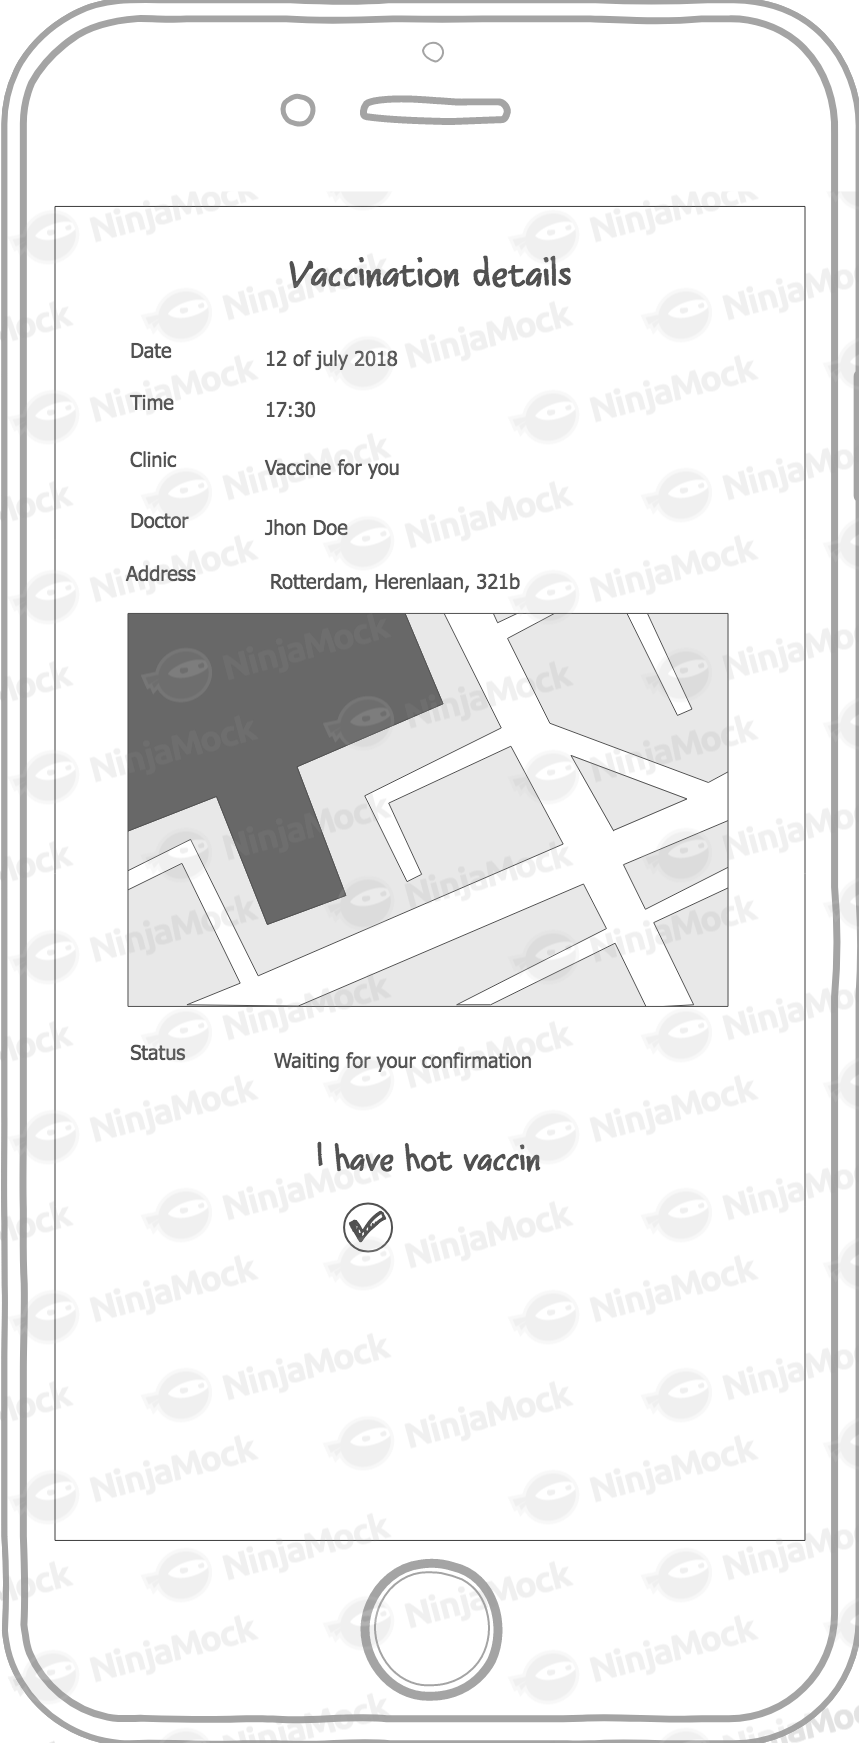 Vaccination details
Date
12 of july 2018
Time
17:30
Clinic
Vaccine for you
Doctor
Jhon Doe
Address
Rotterdam, Herenlaan, 321b
Status
Waiting for your confirmation
I have hot vaccin
NinjaMock